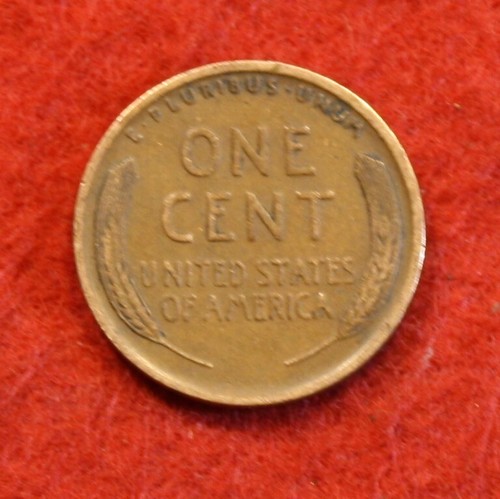 E·PLURIBUS·UNUM
ONE
CENT
UNITED STATES
OF AMERICA